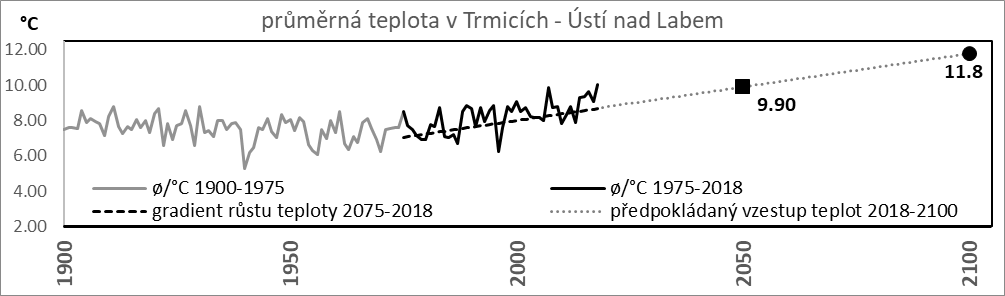 průměrná teplota v Trmicích - Ústí nad Labem
°C
12.00
10.00
8.00
6.00
4.00
2.00
11.8
9.90
ø/°C 1900-1975
ø/°C 1975-2018
gradient růstu teploty 2075-2018
předpokládaný vzestup teplot 2018-2100
1900
1950
2000
2050
2100